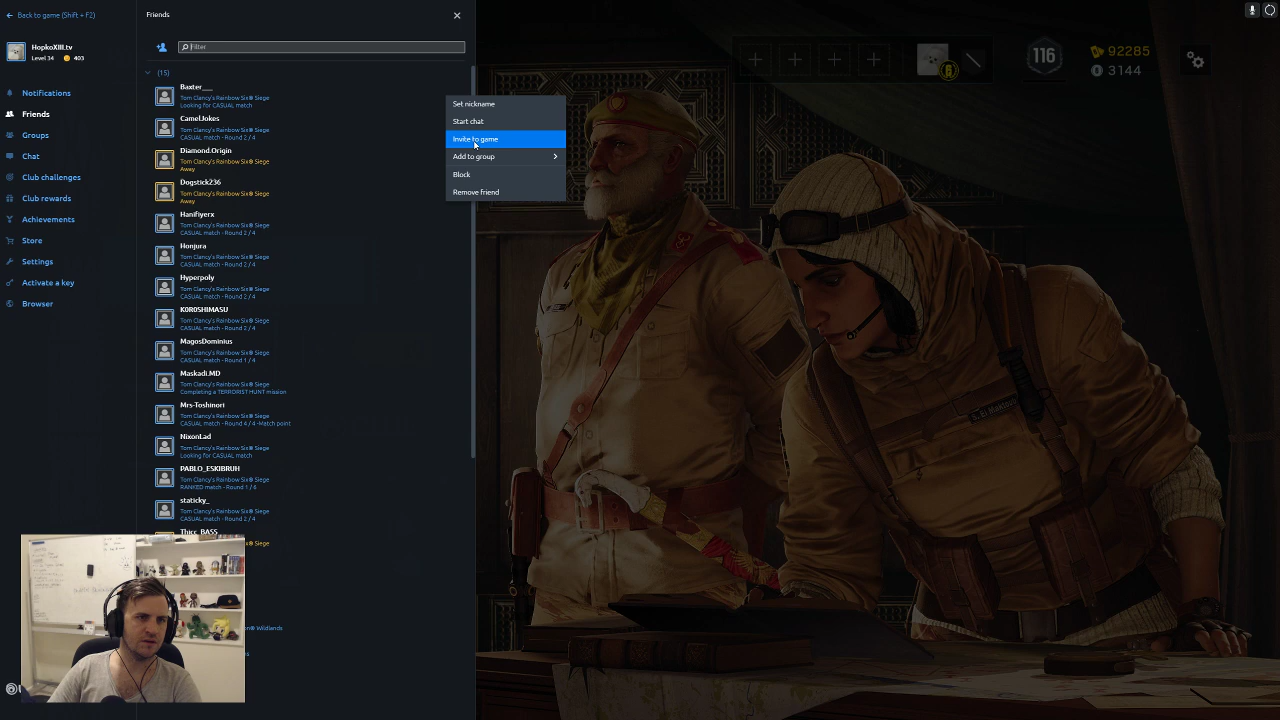 Back to game (Shift + F2)
HopkoXIII.tv
Level 34
403
Notifications
Friends
Groups
Chat
Club challenges
Club rewards
Achievements
Store
Settings
Activate a key
Browser
Friends
Filter
(15)
Baxter___
Tom Clancy's Rainbow Six® Siege
Looking for CASUAL match
CamelJokes
Tom Clancy's Rainbow Six® Siege
CASUAL match - Round 2 / 4
Diamond.Origin
Tom Clancy's Rainbow Six® Siege
Away
Dogstick236
Tom Clancy's Rainbow Six® Siege
Away
Hanifiyerx
Tom Clancy's Rainbow Six® Siege
CASUAL match - Round 2 / 4
Honjura
Tom Clancy's Rainbow Six® Siege
CASUAL match - Round 2 / 4
Hyperpoly
Tom Clancy's Rainbow Six® Siege
CASUAL match - Round 2 / 4
K0R0SHIMASU
Tom Clancy's Rainbow Six® Siege
CASUAL match - Round 2 / 4
MagosDominius
Tom Clancy's Rainbow Six® Siege
CASUAL match - Round 1 / 4
Maskadi.MD
Tom Clancy's Rainbow Six® Siege
Completing a TERRORIST HUNT mission
Mrs-Toshinori
Tom Clancy's Rainbow Six® Siege
CASUAL match - Round 4 / 4 -Match point
NixonLad
Tom Clancy's Rainbow Six® Siege
Looking for CASUAL match
PABLO_ESKIBRUH
Tom Clancy's Rainbow Six® Siege
RANKED match - Round 1 / 6
staticky_
Tom Clancy's Rainbow Six® Siege
CASUAL match - Round 2 / 4
Thicc_BASS
Six® Siege
Wildlands
Set nickname
Start chat
Invite to game
Add to group
Block
Remove friend
6
116
92285
3144